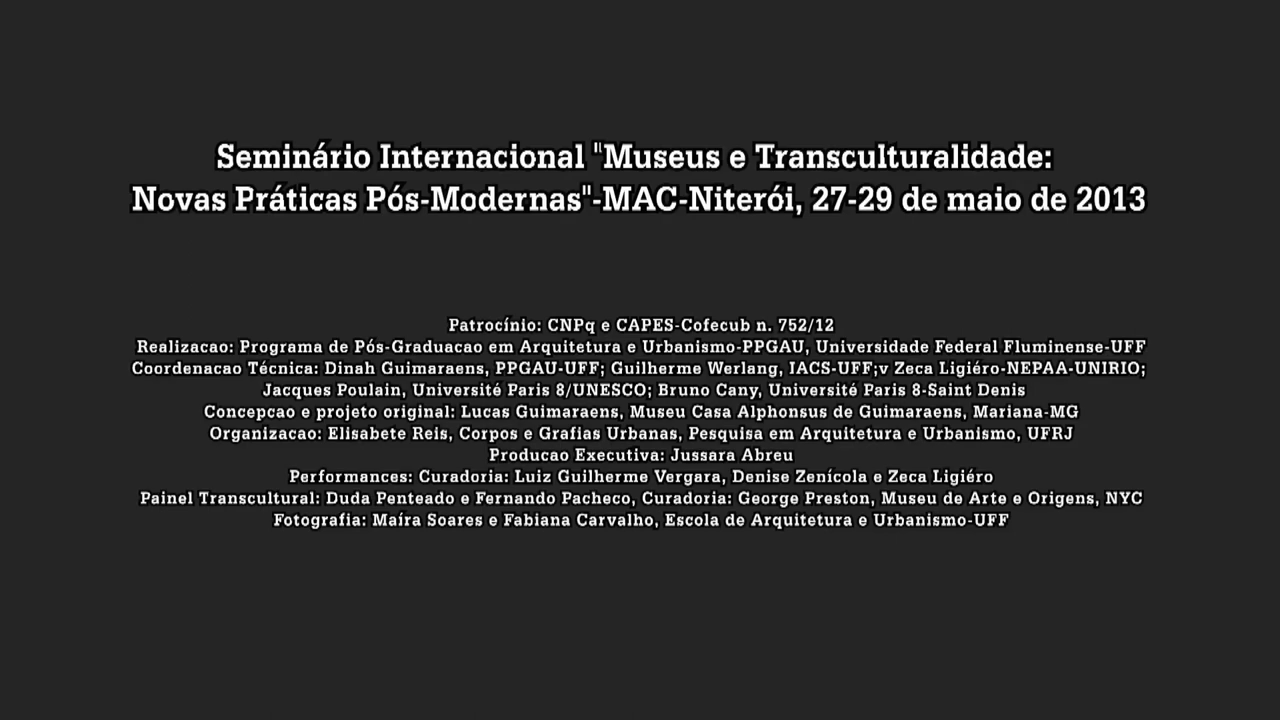 Seminário Internacional "Museus e Transculturalidade:
Novas Práticas Pós-Modernas"-MAC-Niterói, 27-29 de maio de 2013
Patrocínio: CNPq e CAPES-Cofecub n. 752/12
Realizacao: Programa de Pós-Graduacao em Arquitetura e Urbanismo-PPGAU, Universidade Federal Fluminense-UFF
Coordenacao Técnica: Dinah Guimaraens, PPGAU-UFF; Guilherme Werlang, IACS-UFF;v Zeca Ligiéro-NEPAA-UNIRIO;
Jacques Poulain, Université Paris 8/UNESCO; Bruno Cany, Université Paris 8-Saint Denis
Concepcao e projeto original: Lucas Guimaraens, Museu Casa Alphonsus de Guimaraens, Mariana-MG
Organizacao: Elisabete Reis, Corpos e Grafias Urbanas, Pesquisa em Arquitetura e Urbanismo, UFRJ
Producao Executiva: Jussara Abreu
Performances: Curadoria: Luiz Guilherme Vergara, Denise Zenícola e Zeca Ligiéro
Painel Transcultural: Duda Penteado e Fernando Pacheco, Curadoria: George Preston, Museu de Arte e Origens, NYC
Fotografia: Maíra Soares e Fabiana Carvalho, Escola de Arquitetura e Urbanismo-UFF